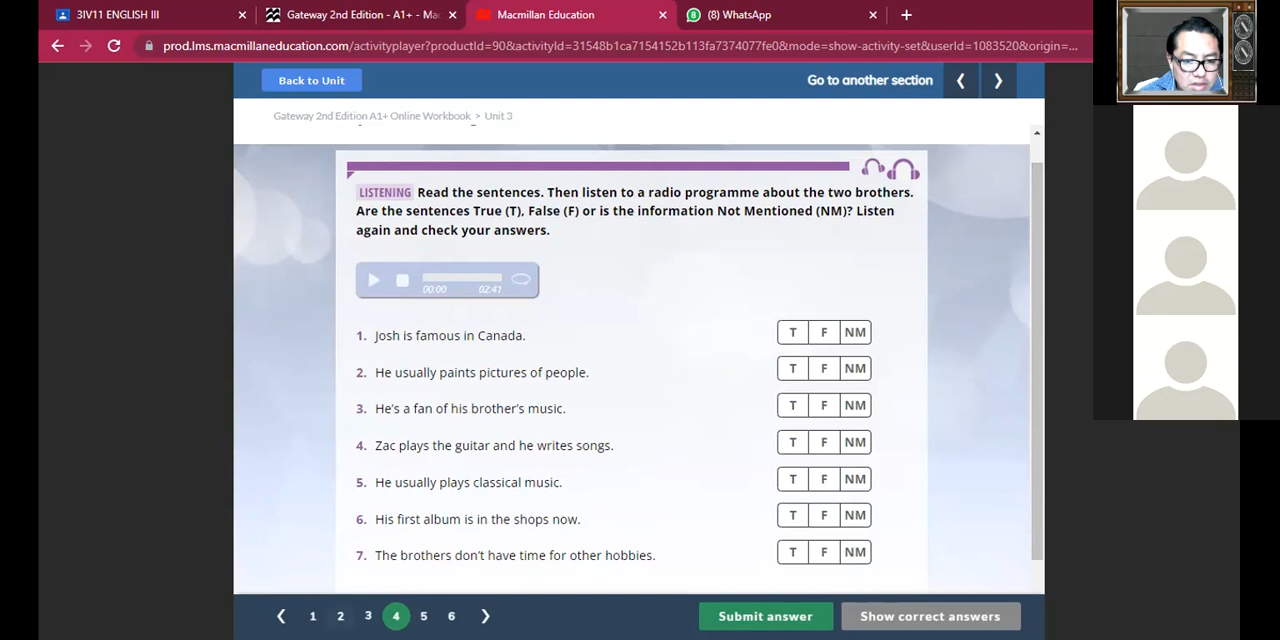 3IV11 ENGLISH III
Gateway 2nd Edition - A1+ - Mac
Macmillan Education
(8) WhatsApp
prod.lms.macmillaneducation.com/activityplayer?productId=90&activityId=31548b1ca7154152b113fa7374077fe0&mode=show-activity-set&userId=1083520&origin=...
Back to Unit
Go to another section
Gateway 2nd Edition A1+ Online Workbook > Unit 3
LISTENING Read the sentences. Then listen to a radio programme about the two brothers.
Are the sentences True (T), False (F) or is the information Not Mentioned (NM)? Listen
again and check your answers.
00:00 02:41
1. Josh is famous in Canada. T F NM
2. He usually paints pictures of people. T F NM
3. He's a fan of his brother's music. T F NM
4. Zac plays the guitar and he writes songs. T F NM
5. He usually plays classical music. T F NM
6. His first album is in the shops now. T F NM
7. The brothers don't have time for other hobbies. T F NM
1 2 3 4 5 6
Submit answer
Show correct answers